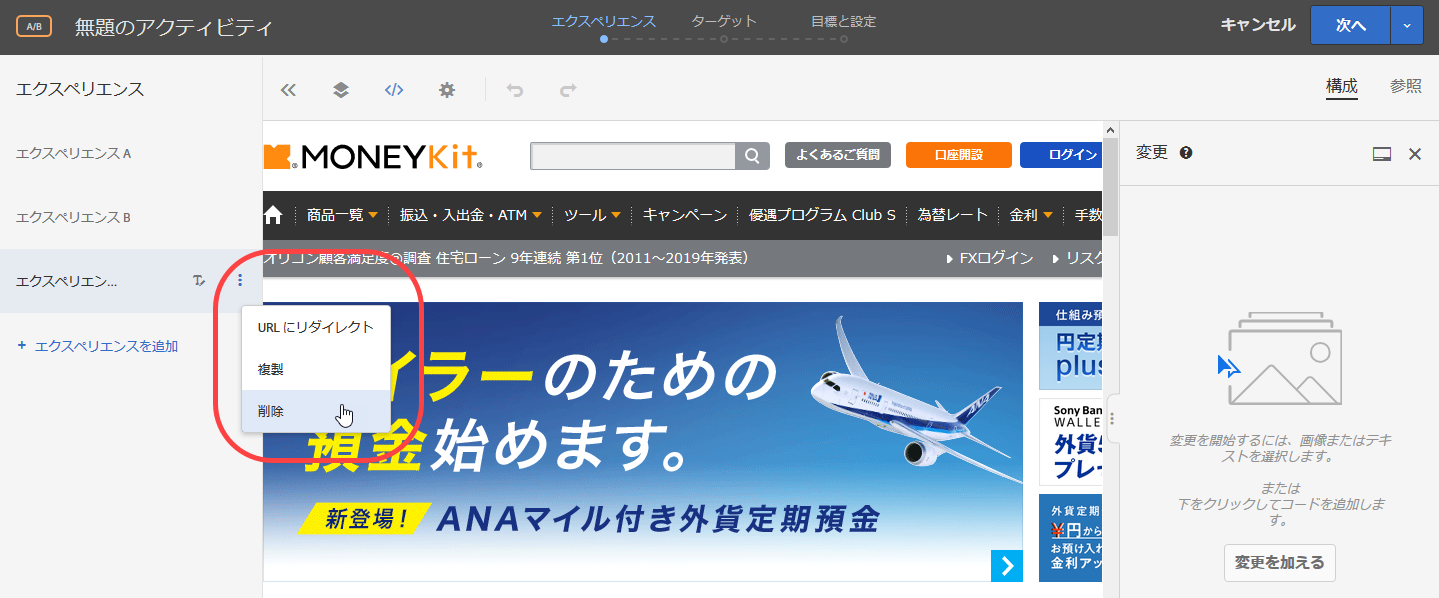 A/B
無題のアクティビティ
エクスペリエンス
ターゲット
目標と設定
キャンセル
次へ
エクスペリエンス
構成
参照
エクスペリエンス A
エクスペリエンス B
エクスペリエン...
+ エクスペリエンスを追加
URL にリダイレクト
複製
削除
MONEYKit
よくあるご質問
口座開設
ログイン
商品一覧
振込・入出金・ATM
ツール
キャンペーン
優遇プログラム Club S
為替レート
金利
手数
オリコン顧客満足度®調査 住宅ローン 9年連続 第1位（2011～2019年発表）
FXログイン
リスク
イラーのための
預金始めます。
新登場！
ANAマイル付き外貨定期預金
ANA
仕組み預
円定期
plus
Sony Ban
WALLE
外貨
プレ
外貨定期
¥円から
お預け入れ
金利アッ
変更
変更を開始するには、画像またはテキ
ストを選択します。
または
下をクリックしてコードを追加しま
す。
変更を加える